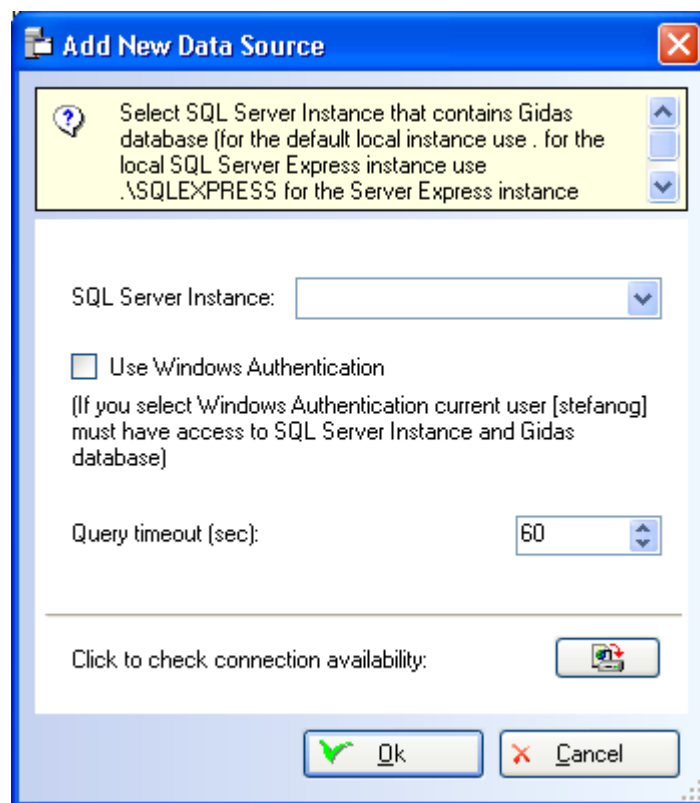 Add New Data Source
Select SQL Server Instance that contains Gidas
database (for the default local instance use . for the
local SQL Server Express instance use
.\SQLEXPRESS for the Server Express instance
SQL Server Instance:
Use Windows Authentication
(If you select Windows Authentication current user [stefanog]
must have access to SQL Server Instance and Gidas
database)
Query timeout (sec): 60
Click to check connection availability:
Ok Cancel